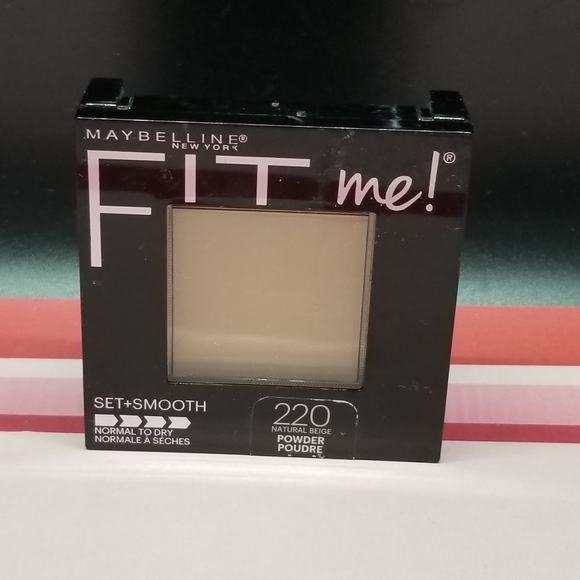 MAYBELLINE®
NEW YORK
FIT me!®
SET+SMOOTH
NORMAL TO DRY
NORMALE À SÈCHES
220
NATURAL BEIGE
POWDER
POUDRE